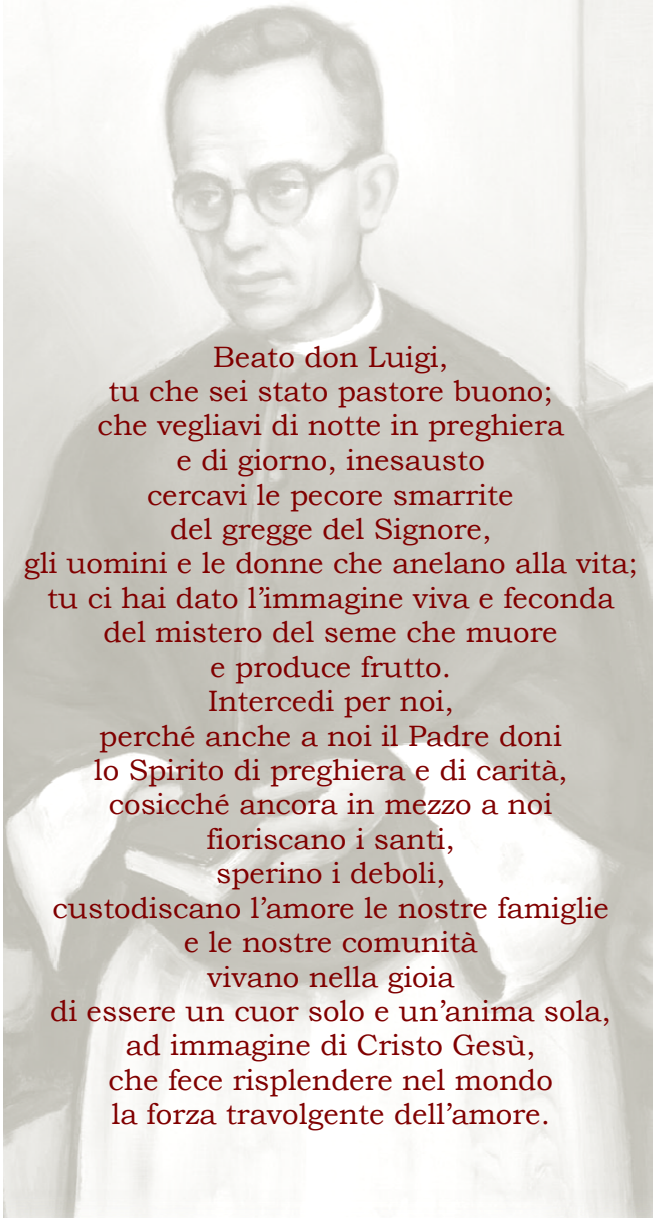 Beato don Luigi,
tu che sei stato pastore buono;
che vegliavi di notte in preghiera
e di giorno, inesausto
cercavi le pecore smarrite
del gregge del Signore,
gli uomini e le donne che anelano alla vita;
tu ci hai dato l’immagine viva e feconda
del mistero del seme che muore
e produce frutto.
Intercedi per noi,
perché anche a noi il Padre doni
lo Spirito di preghiera e di carità,
cosicché ancora in mezzo a noi
fioriscano i santi,
sperino i deboli,
custodiscano l’amore le nostre famiglie
e le nostre comunità
vivano nella gioia
di essere un cuor solo e un’anima sola,
ad immagine di Cristo Gesù,
che fece risplendere nel mondo
la forza travolgente dell’amore.